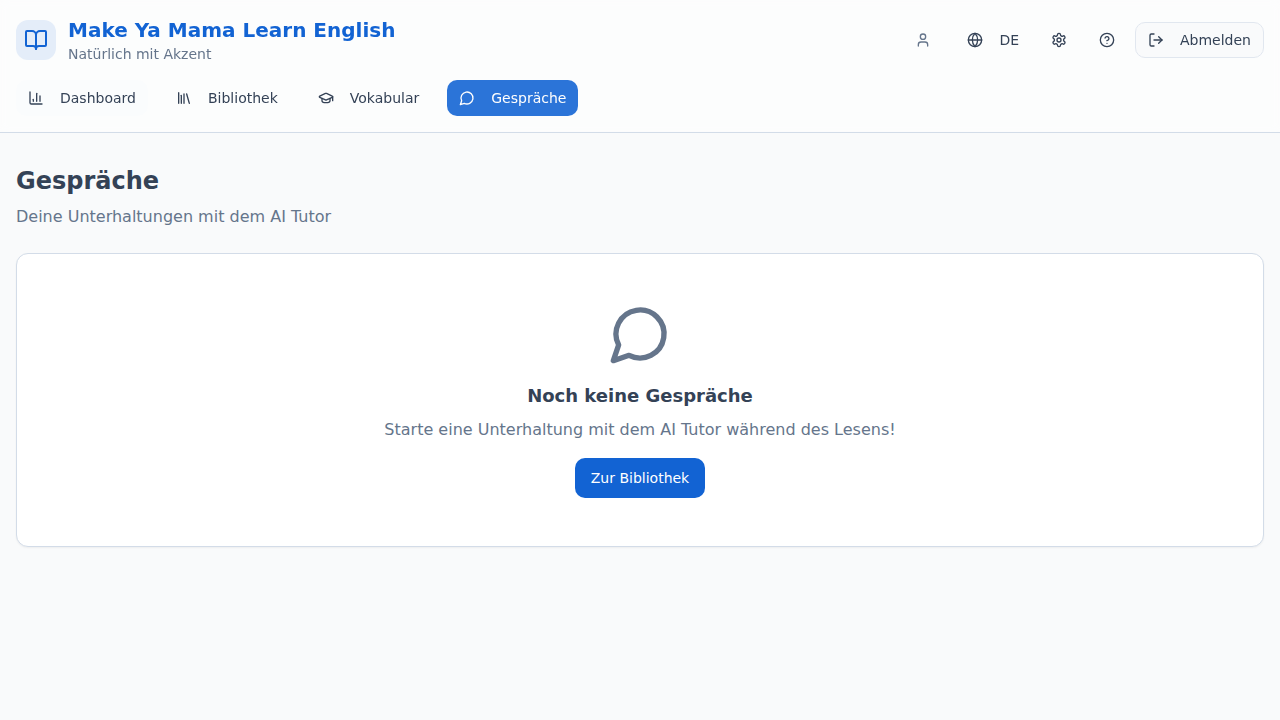 Make Ya Mama Learn English
Natürlich mit Akzent
DE
Abmelden
Dashboard
Bibliothek
Vokabular
Gespräche
Gespräche
Deine Unterhaltungen mit dem AI Tutor
Noch keine Gespräche
Starte eine Unterhaltung mit dem AI Tutor während des Lesens!
Zur Bibliothek